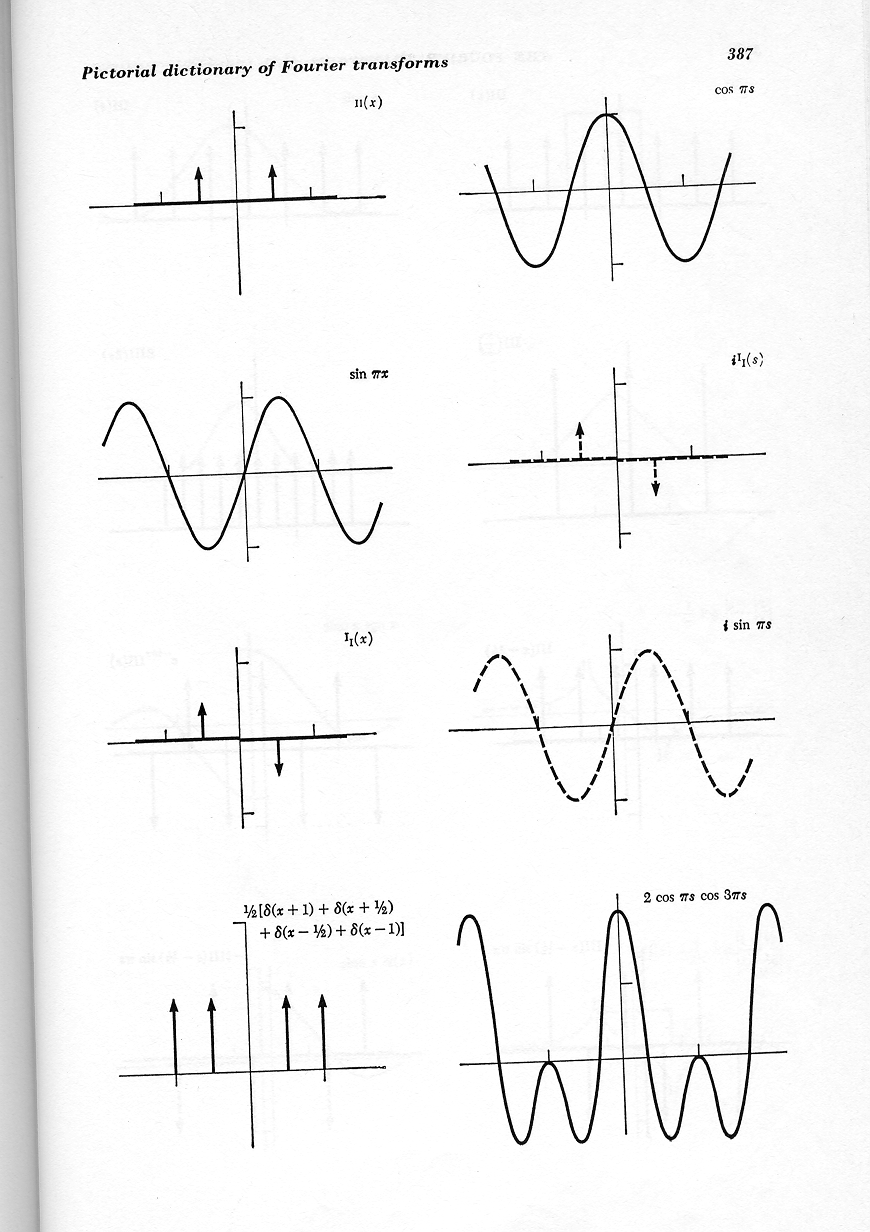 Pictorial dictionary of Fourier transforms
387
II(x)
cos πs
sin πx
i I_I(s)
I_I(x)
i sin πs
½[δ(x + 1) + δ(x + ½)
+ δ(x − ½) + δ(x − 1)]
2 cos πs cos 3πs